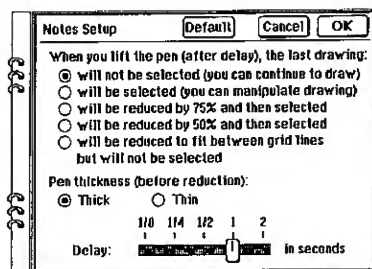 Notes Setup Default Cancel OK
When you lift the pen (after delay), the last drawing:
will not be selected (you can continue to draw)
will be selected (you can manipulate drawing)
will be reduced by 75% and then selected
will be reduced by 50% and then selected
will be reduced to fit between grid lines
but will not be selected
Pen thickness (before reduction):
Thick Thin
1/8 1/4 1/2 1 2
Delay: in seconds